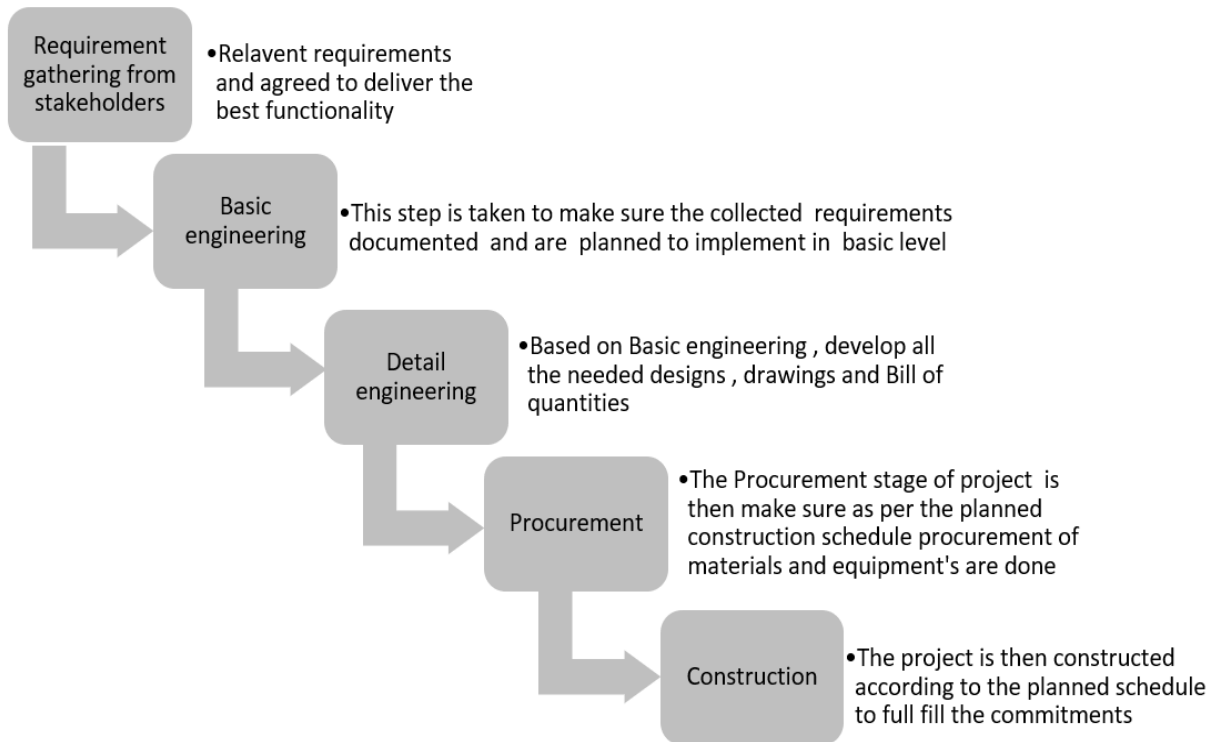 Requirement
gathering from
stakeholders
•Relavent requirements
and agreed to deliver the
best functionality
Basic
engineering
•This step is taken to make sure the collected requirements
documented and are planned to implement in basic level
Detail
engineering
•Based on Basic engineering , develop all
the needed designs , drawings and Bill of
quantities
Procurement
•The Procurement stage of project is
then make sure as per the planned
construction schedule procurement of
materials and equipment's are done
Construction
•The project is then constructed
according to the planned schedule
to full fill the commitments